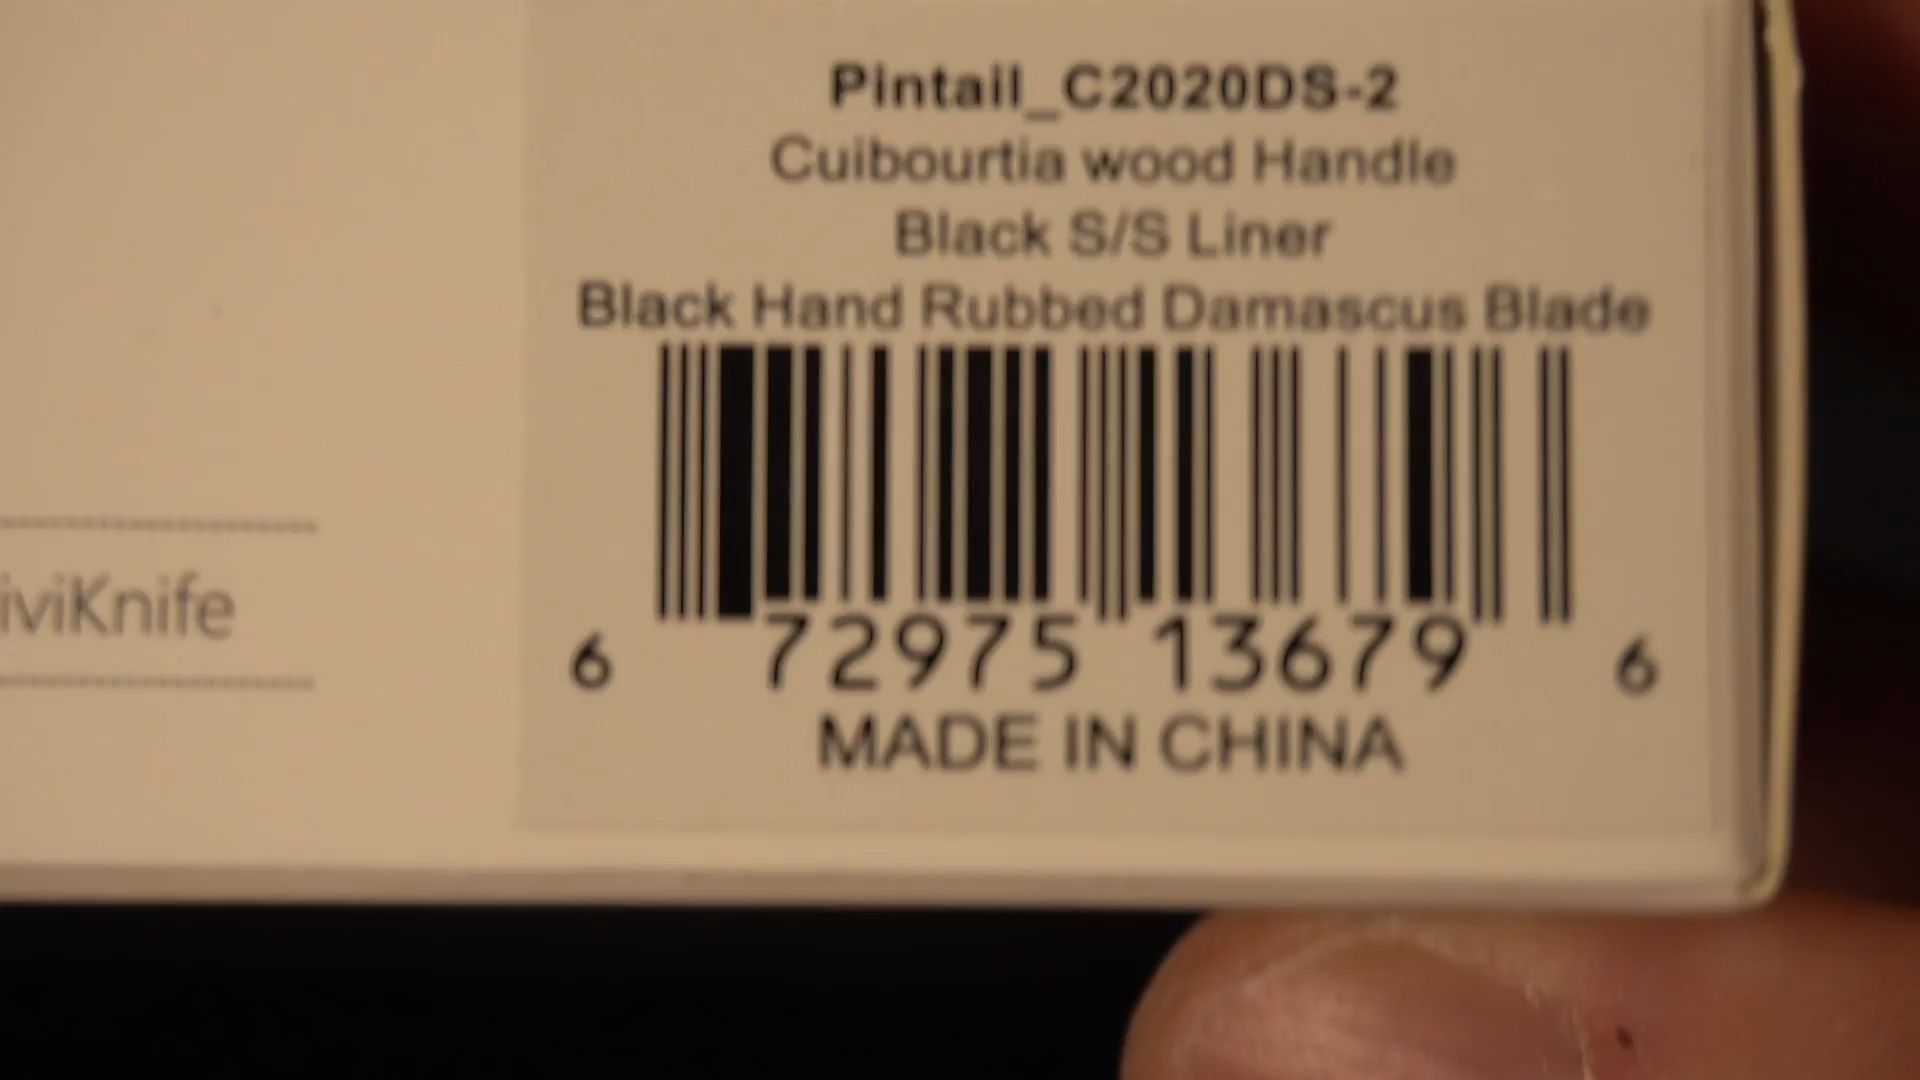 Pintail_C2020DS-2
Cuibourtia wood Handle
Black S/S Liner
Black Hand Rubbed Damascus Blade
6 72975 13679 6
MADE IN CHINA
iviKnife